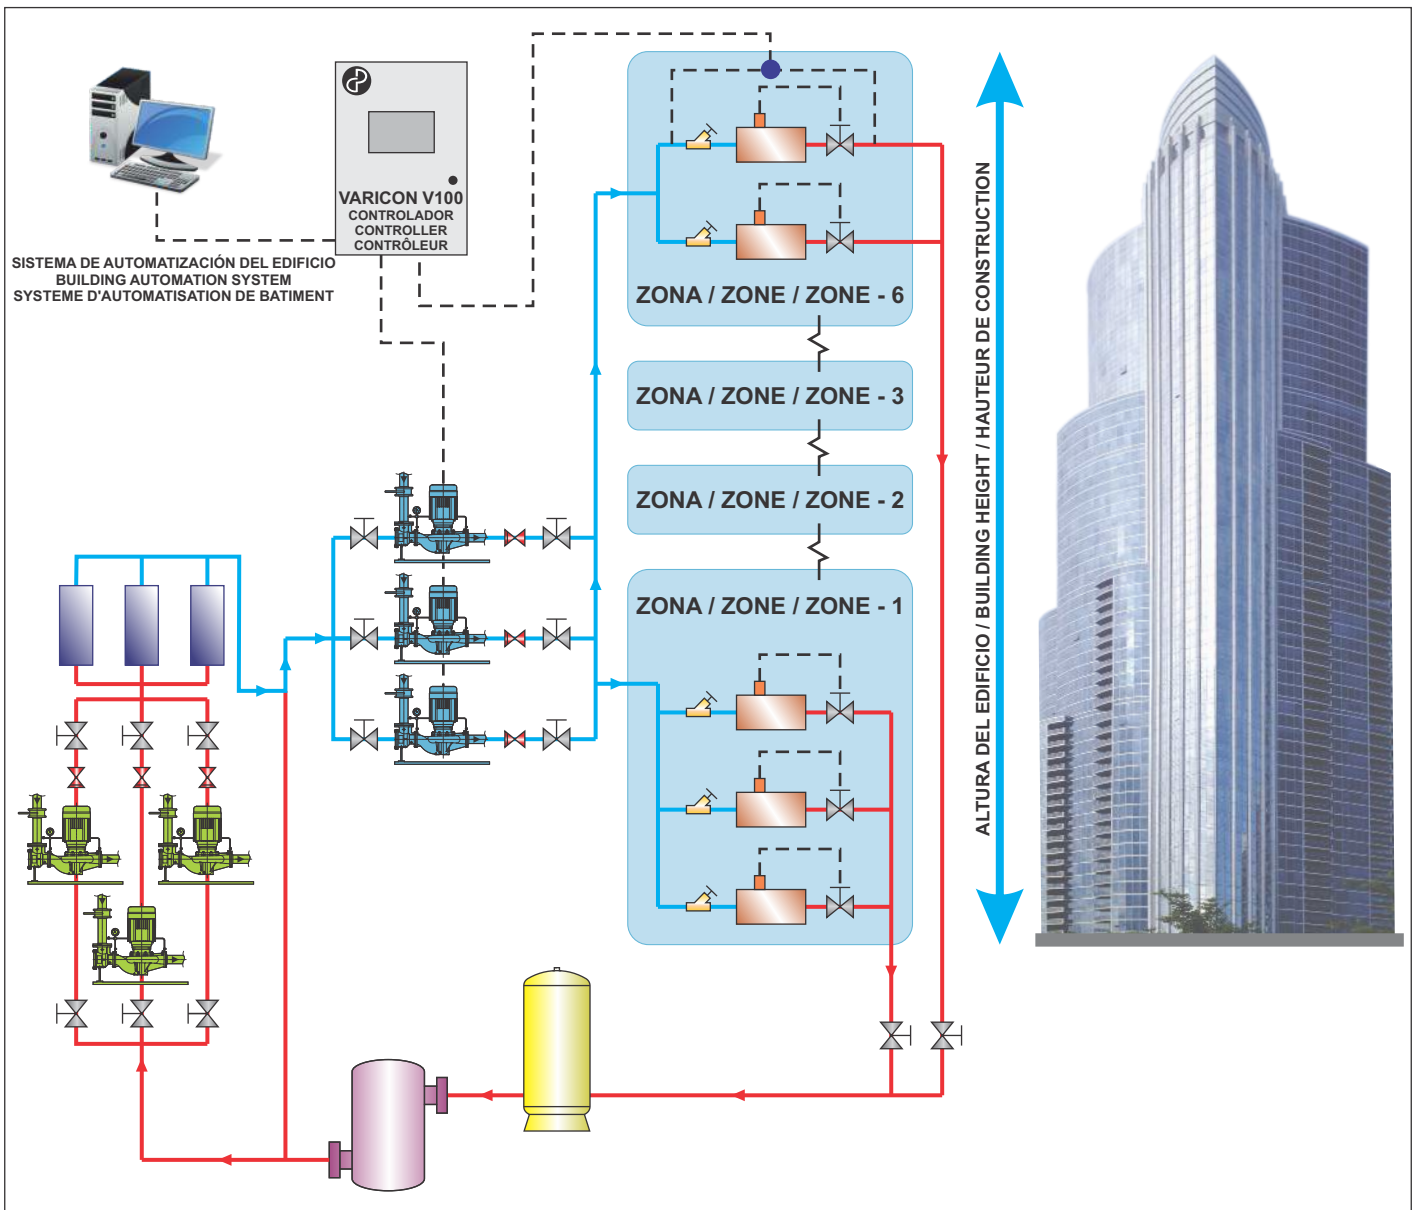 VARICON V100
CONTROLADOR
CONTROLLER
CONTRÔLEUR
SISTEMA DE AUTOMATIZACIÓN DEL EDIFICIO
BUILDING AUTOMATION SYSTEM
SYSTEME D'AUTOMATISATION DE BATIMENT
ZONA / ZONE / ZONE - 6
ZONA / ZONE / ZONE - 3
ZONA / ZONE / ZONE - 2
ZONA / ZONE / ZONE - 1
ALTURA DEL EDIFICIO / BUILDING HEIGHT / HAUTEUR DE CONSTRUCTION